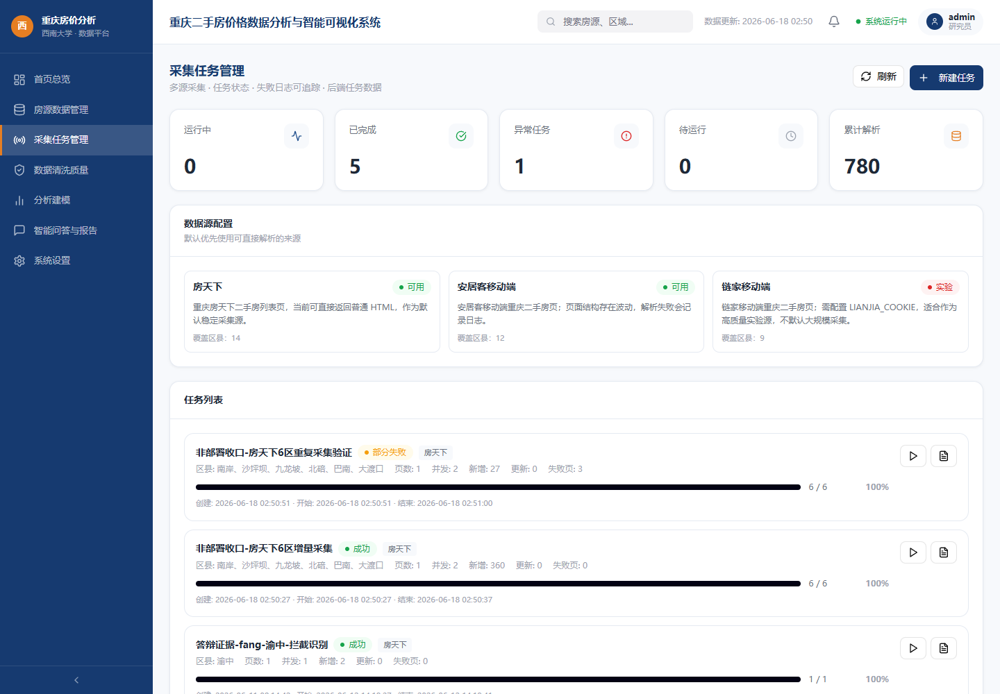 西
重庆房价分析
西南大学 · 数据平台
首页总览
房源数据管理
采集任务管理
数据清洗质量
分析建模
智能问答与报告
系统设置
重庆二手房价格数据分析与智能可视化系统
搜索房源、区域...
数据更新: 2026-06-18 02:50
系统运行中
admin
研究员
采集任务管理
多源采集 · 任务状态 · 失败日志可追踪 · 后端任务数据
刷新
新建任务
运行中
0
已完成
5
异常任务
1
待运行
0
累计解析
780
数据源配置
默认优先使用可直接解析的来源
房天下
可用
重庆房天下二手房列表页，当前可直接返回普通 HTML，作为默
认稳定采集源。
覆盖区县：14
安居客移动端
可用
安居客移动端重庆二手房页；页面结构存在波动，解析失败会记
录日志。
覆盖区县：12
链家移动端
实验
链家移动端重庆二手房页；需配置 LIANJIA_COOKIE，适合作为
高质量实验源，不默认大规模采集。
覆盖区县：9
任务列表
非部署收口-房天下6区重复采集验证 部分失败 房天下
区县: 南岸、沙坪坝、九龙坡、北碚、巴南、大渡口 页数: 1 并发: 2 新增: 27 更新: 0 失败页: 3
6 / 6 100%
创建: 2026-06-18 02:50:51 · 开始: 2026-06-18 02:50:51 · 结束: 2026-06-18 02:51:00
非部署收口-房天下6区增量采集 成功 房天下
区县: 南岸、沙坪坝、九龙坡、北碚、巴南、大渡口 页数: 1 并发: 2 新增: 360 更新: 0 失败页: 0
6 / 6 100%
创建: 2026-06-18 02:50:27 · 开始: 2026-06-18 02:50:27 · 结束: 2026-06-18 02:50:37
答辩证据-fang-渝中-拦截识别 成功 房天下
区县: 渝中 页数: 1 并发: 1 新增: 2 更新: 0 失败页: 0
1 / 1 100%